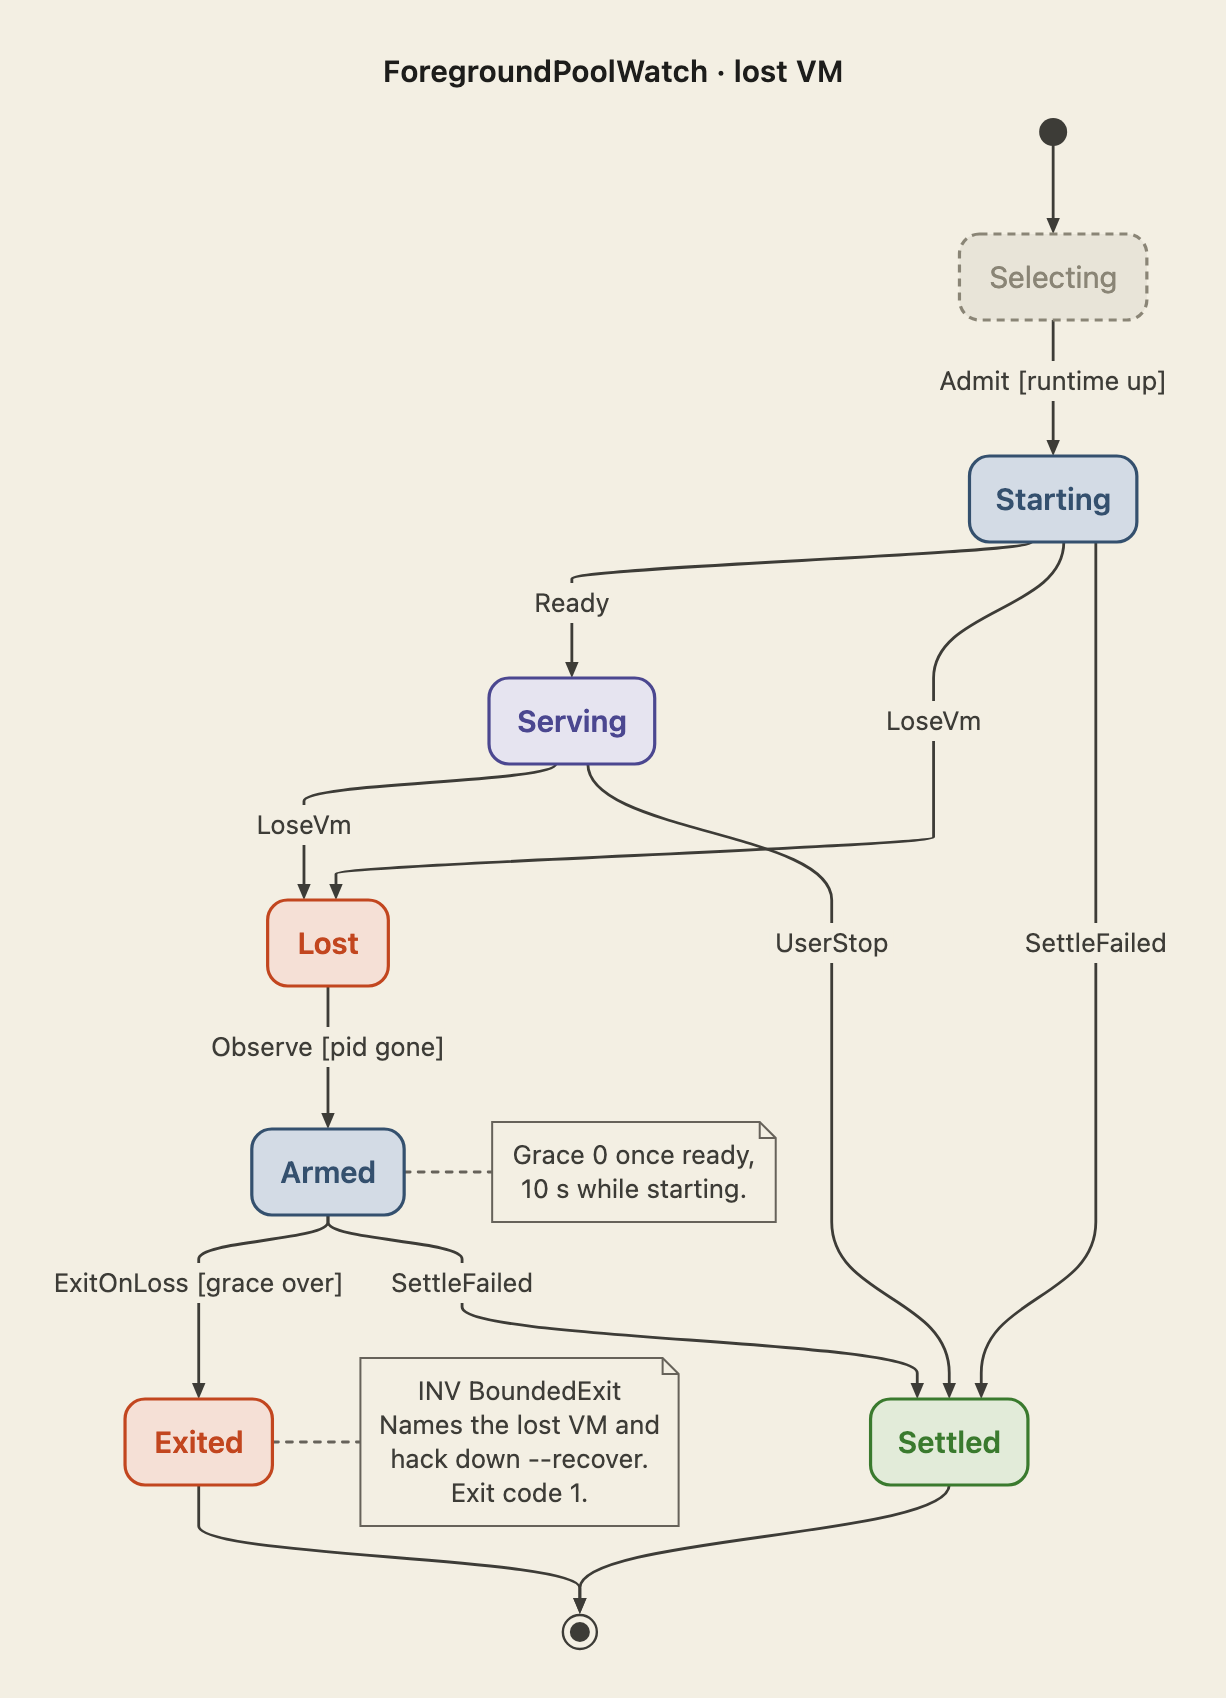 ForegroundPoolWatch · lost VM
Selecting
Admit [runtime up]
Starting
Ready
Serving
LoseVm
LoseVm
Lost
UserStop
SettleFailed
Observe [pid gone]
Armed
Grace 0 once ready,
10 s while starting.
ExitOnLoss [grace over]
SettleFailed
Exited
INV BoundedExit
Names the lost VM and
hack down --recover.
Exit code 1.
Settled